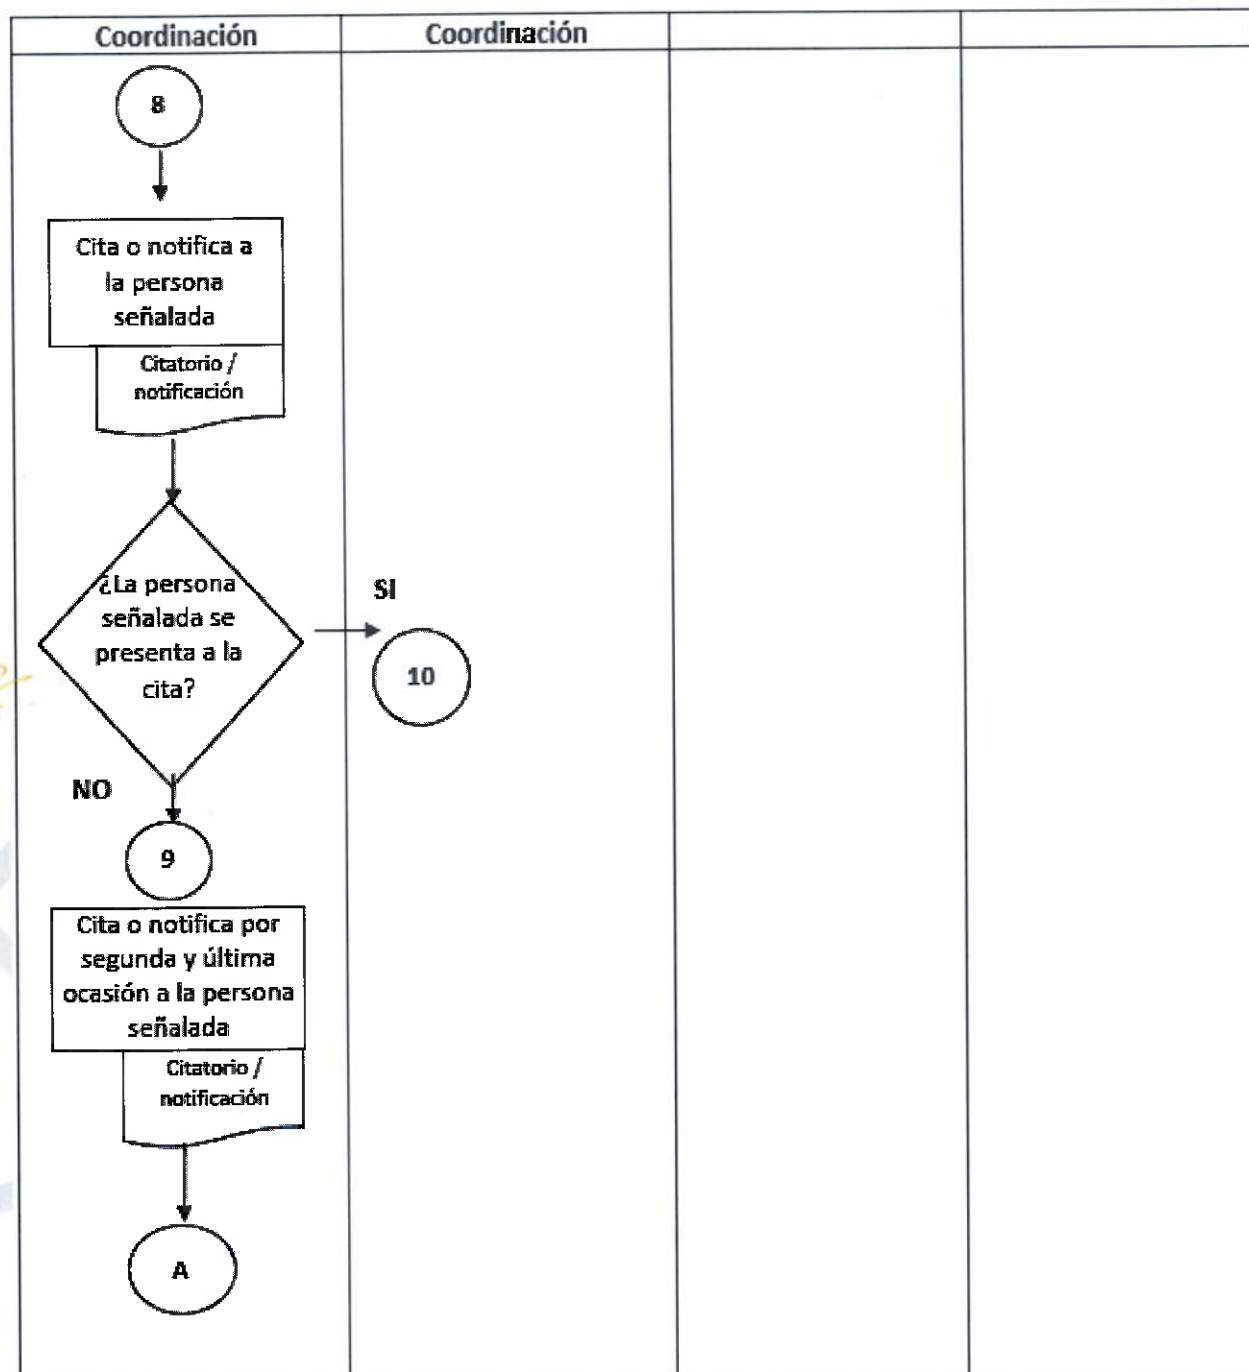 Coordinación
Coordinación
8
Cita o notifica a
la persona
señalada
Citatorio /
notificación
¿La persona
señalada se
presenta a la
cita?
SI
10
NO
9
Cita o notifica por
segunda y última
ocasión a la persona
señalada
Citatorio /
notificación
A